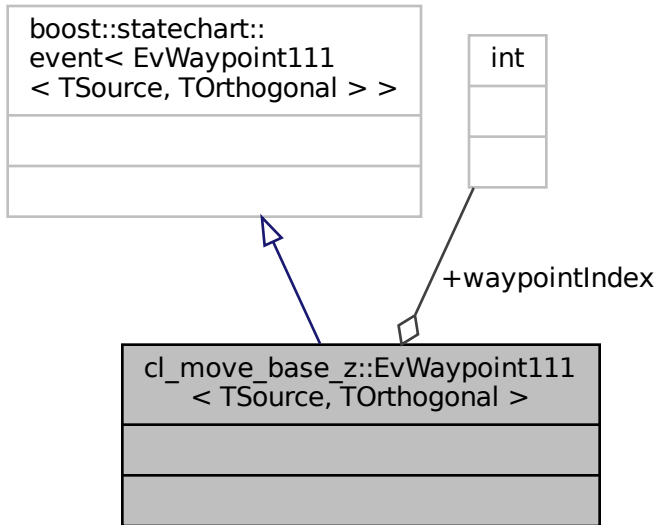 boost::statechart::
event< EvWaypoint111
< TSource, TOrthogonal > >
int
+waypointIndex
cl_move_base_z::EvWaypoint111
< TSource, TOrthogonal >